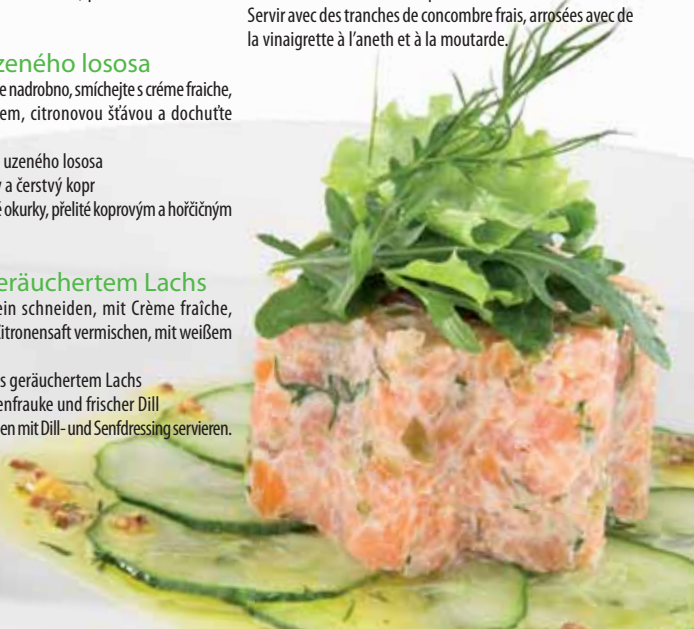 Servir avec des tranches de concombre frais, arrosées avec de
la vinaigrette à l'aneth et à la moutarde.
zeného lososa
e nadrobno, smíchejte s créme fraiche,
em, citronovou šťávou a dochuťte
uzeného lososa
a čerstvý kopr
okurky, přelité koprovým a hořčičným
eräuchertem Lachs
ein schneiden, mit Crème fraîche,
itronensaft vermischen, mit weißem
s geräuchertem Lachs
enfrauke und frischer Dill
en mit Dill- und Senfdressing servieren.